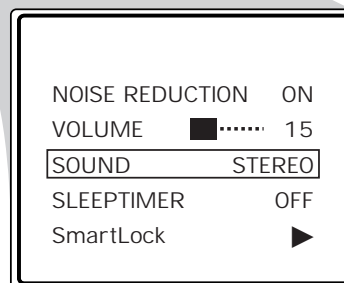 NOISE REDUCTION ON
VOLUME 15
SOUND STEREO
SLEEPTIMER OFF
SmartLock